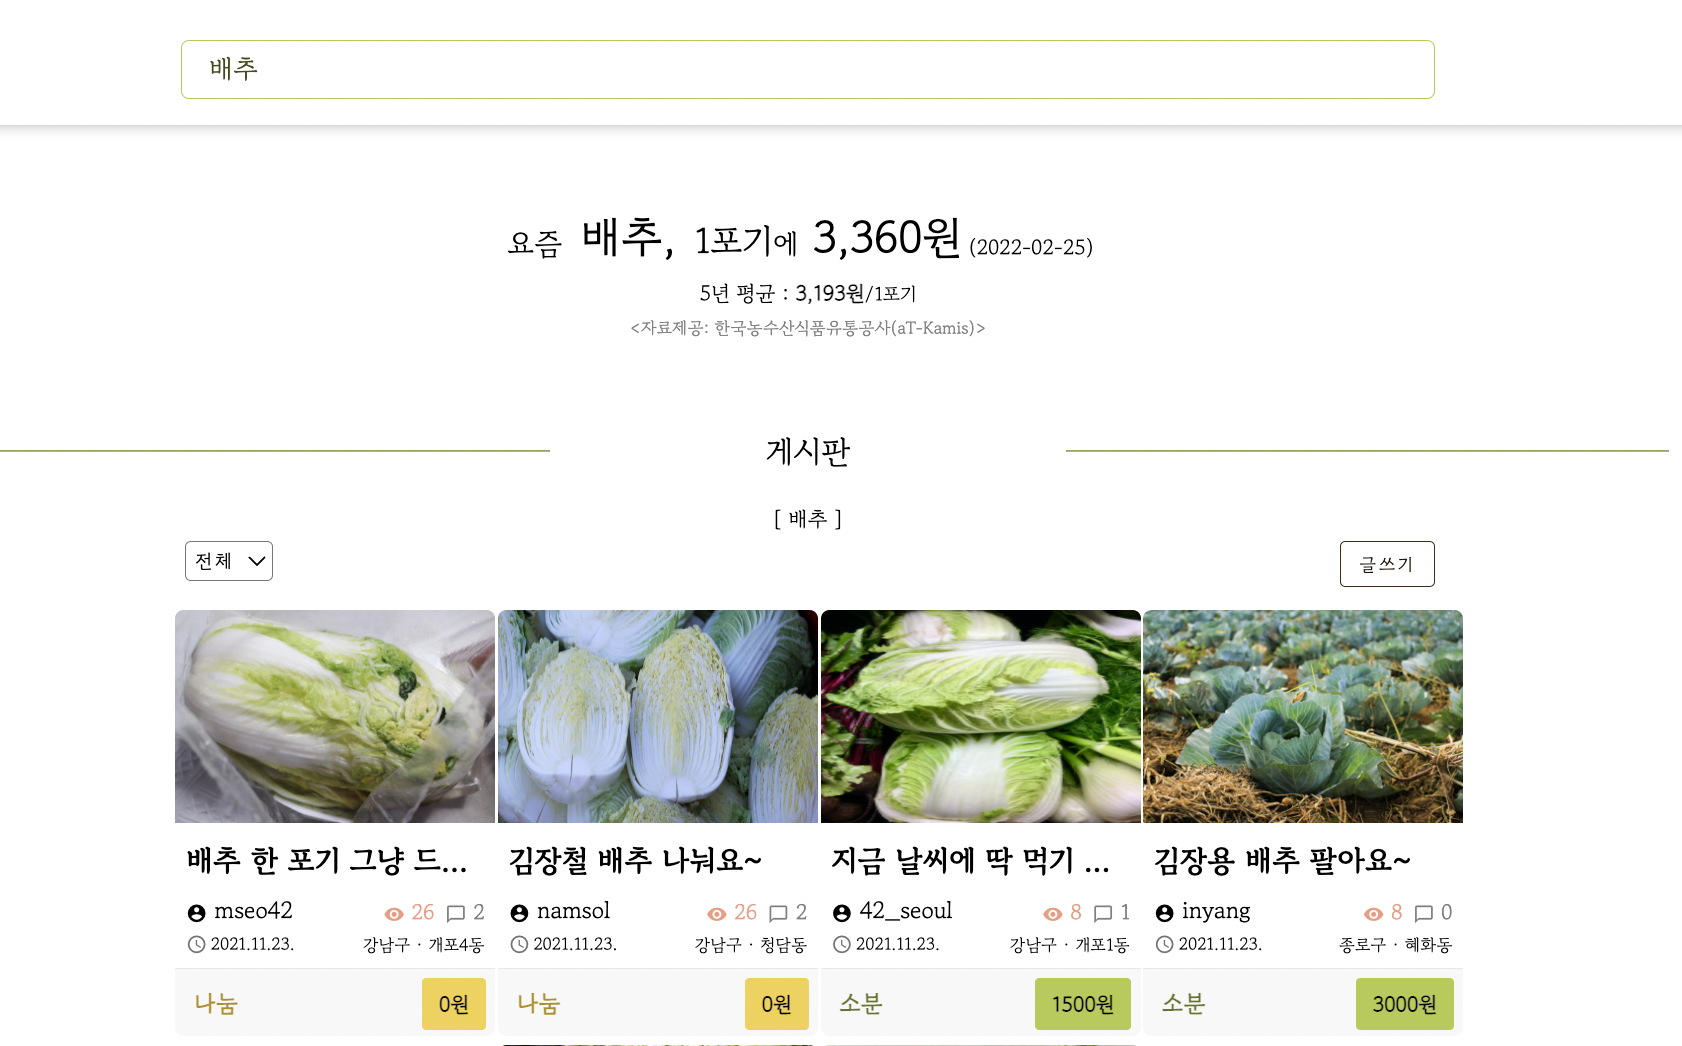 배추
요즘 배추, 1포기에 3,360원 (2022-02-25)
5년 평균 : 3,193원/1포기
<자료제공: 한국농수산식품유통공사(aT-Kamis)>
게시판
[ 배추 ]
전체
글쓰기
배추 한 포기 그냥 드...
mseo42 26 2
2021.11.23. 강남구 · 개포4동
나눔 0원
김장철 배추 나눠요~
namsol 26 2
2021.11.23. 강남구 · 청담동
나눔 0원
지금 날씨에 딱 먹기 ...
42_seoul 8 1
2021.11.23. 강남구 · 개포1동
소분 1500원
김장용 배추 팔아요~
inyang 8 0
2021.11.23. 종로구 · 혜화동
소분 3000원